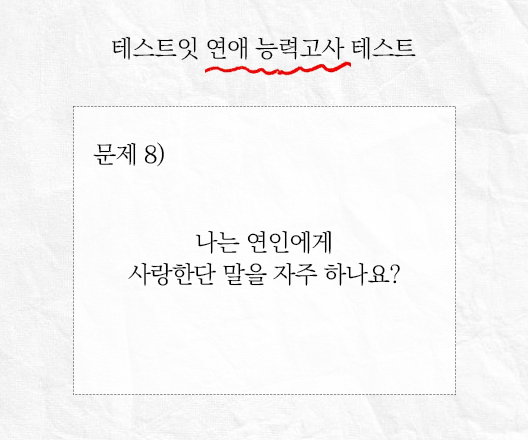 테스트잇 연애 능력고사 테스트
문제 8)
나는 연인에게
사랑한단 말을 자주 하나요?